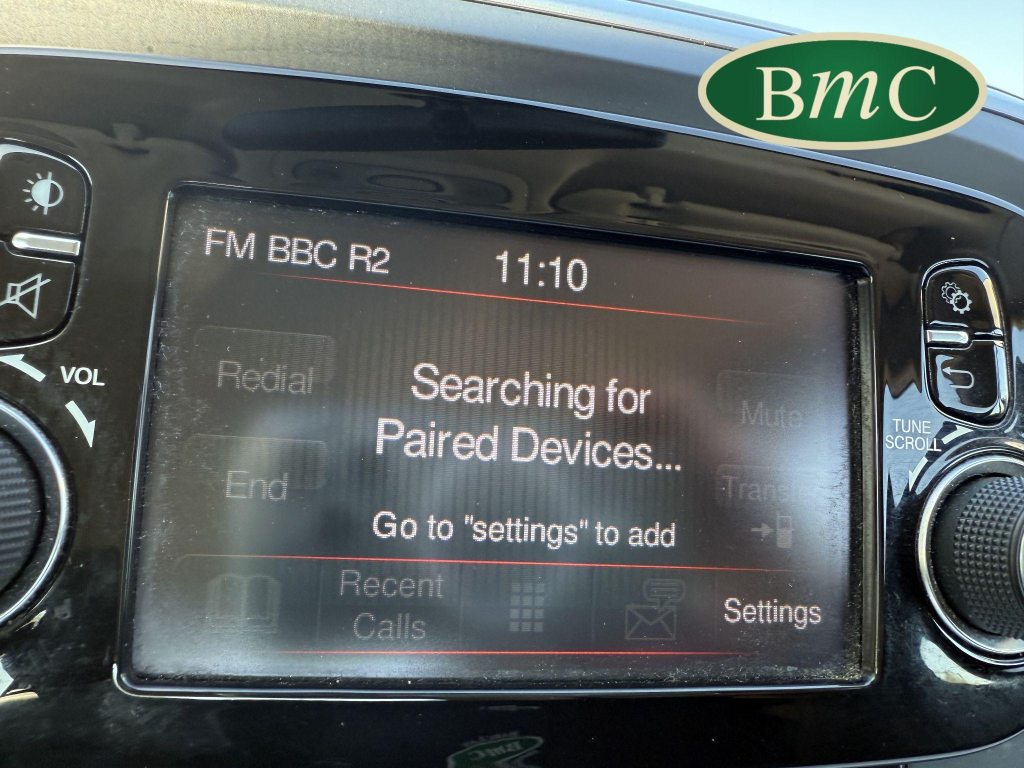 BmC
FM BBC R2
11:10
VOL
Redial
Searching for
Paired Devices...
Mute
TUNE
SCROLL
End
Go to "settings" to add
Recent
Calls
Settings